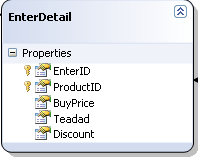 EnterDetail
Properties
EnterID
ProductID
BuyPrice
Teadad
Discount